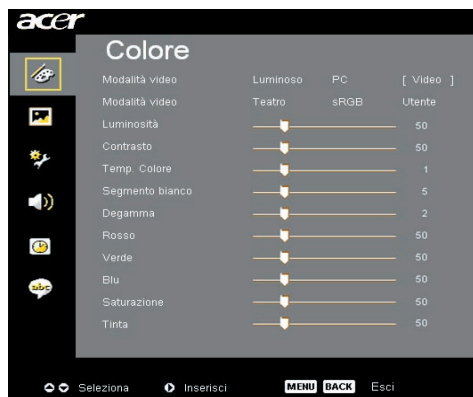 acer
Colore
Modalità video Luminoso PC [ Video ]
Modalità video Teatro sRGB Utente
Luminosità 50
Contrasto 50
Temp. Colore 1
Segmento bianco 5
Degamma 2
Rosso 50
Verde 50
Blu 50
Saturazione 50
Tinta 50
abc
Seleziona Inserisci MENU BACK Esci